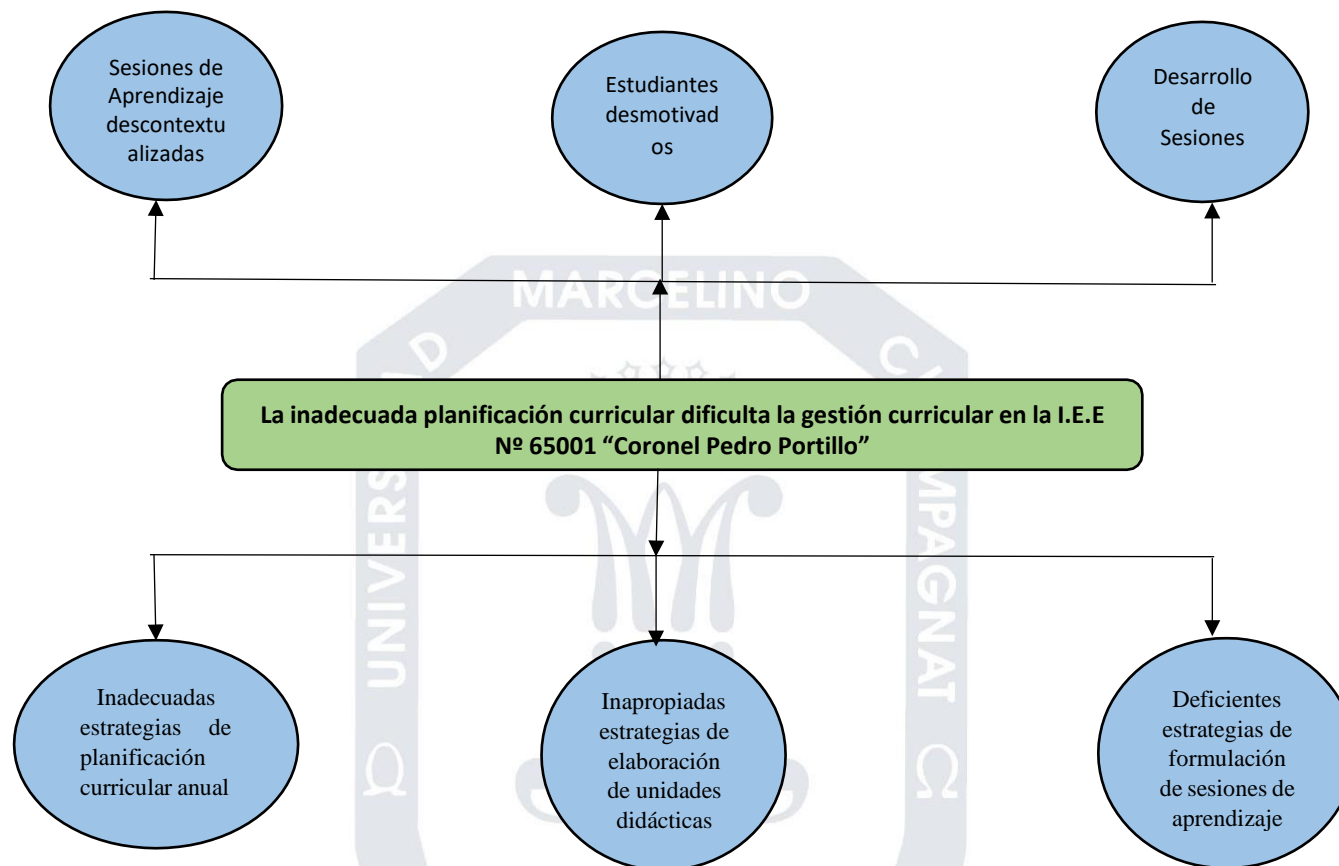 Sesiones de
Aprendizaje
descontextu
alizadas
Estudiantes
desmotivad
os
Desarrollo
de
Sesiones
MARCELINO
La inadecuada planificación curricular dificulta la gestión curricular en la I.E.E
Nº 65001 “Coronel Pedro Portillo”
Inadecuadas
estrategias de
planificación
curricular anual
Inapropiadas
estrategias de
elaboración
de unidades
didácticas
Deficientes
estrategias de
formulación
de sesiones de
aprendizaje
Ω
Ω